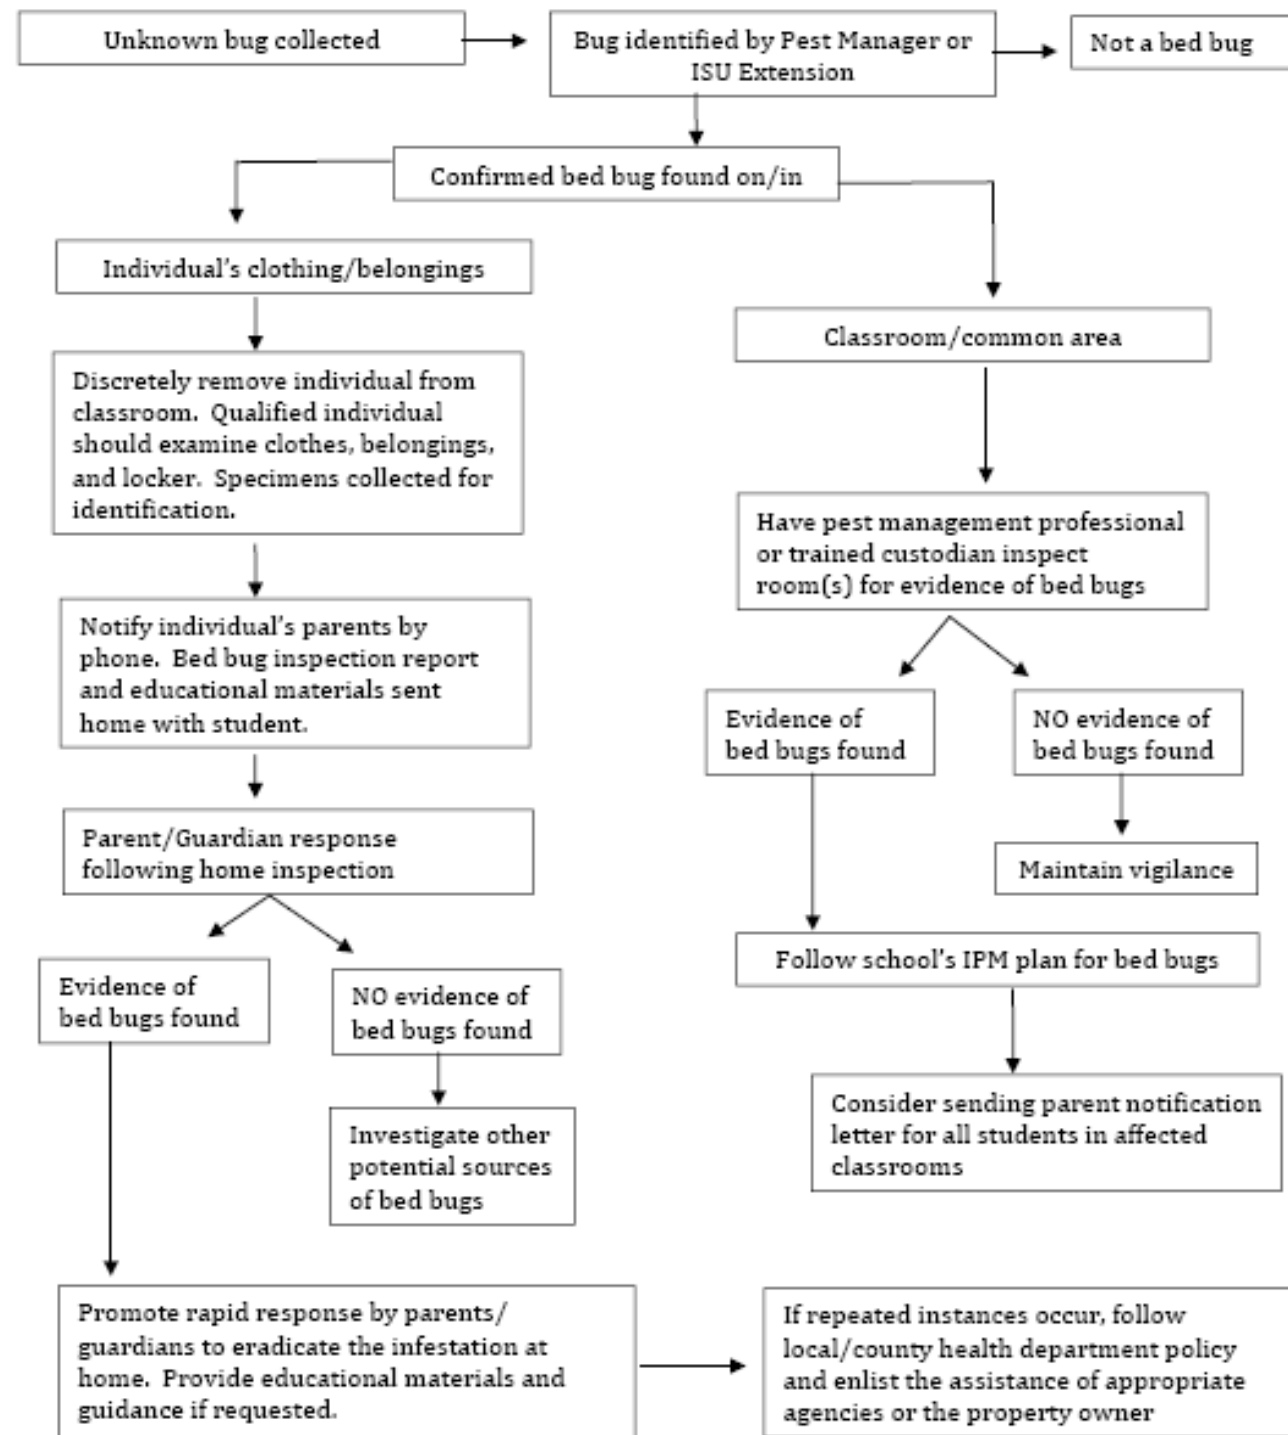 Unknown bug collected
Bug identified by Pest Manager or
ISU Extension
Not a bed bug
Confirmed bed bug found on/in
Individual's clothing/belongings
Discretely remove individual from
classroom.  Qualified individual
should examine clothes, belongings,
and locker.  Specimens collected for
identification.
Notify individual's parents by
phone.  Bed bug inspection report
and educational materials sent
home with student.
Parent/Guardian response
following home inspection
Evidence of
bed bugs found
NO evidence of
bed bugs found
Investigate other
potential sources
of bed bugs
Promote rapid response by parents/
guardians to eradicate the infestation at
home.  Provide educational materials and
guidance if requested.
If repeated instances occur, follow
local/county health department policy
and enlist the assistance of appropriate
agencies or the property owner
Classroom/common area
Have pest management professional
or trained custodian inspect
room(s) for evidence of bed bugs
Evidence of
bed bugs found
NO evidence of
bed bugs found
Maintain vigilance
Follow school's IPM plan for bed bugs
Consider sending parent notification
letter for all students in affected
classrooms